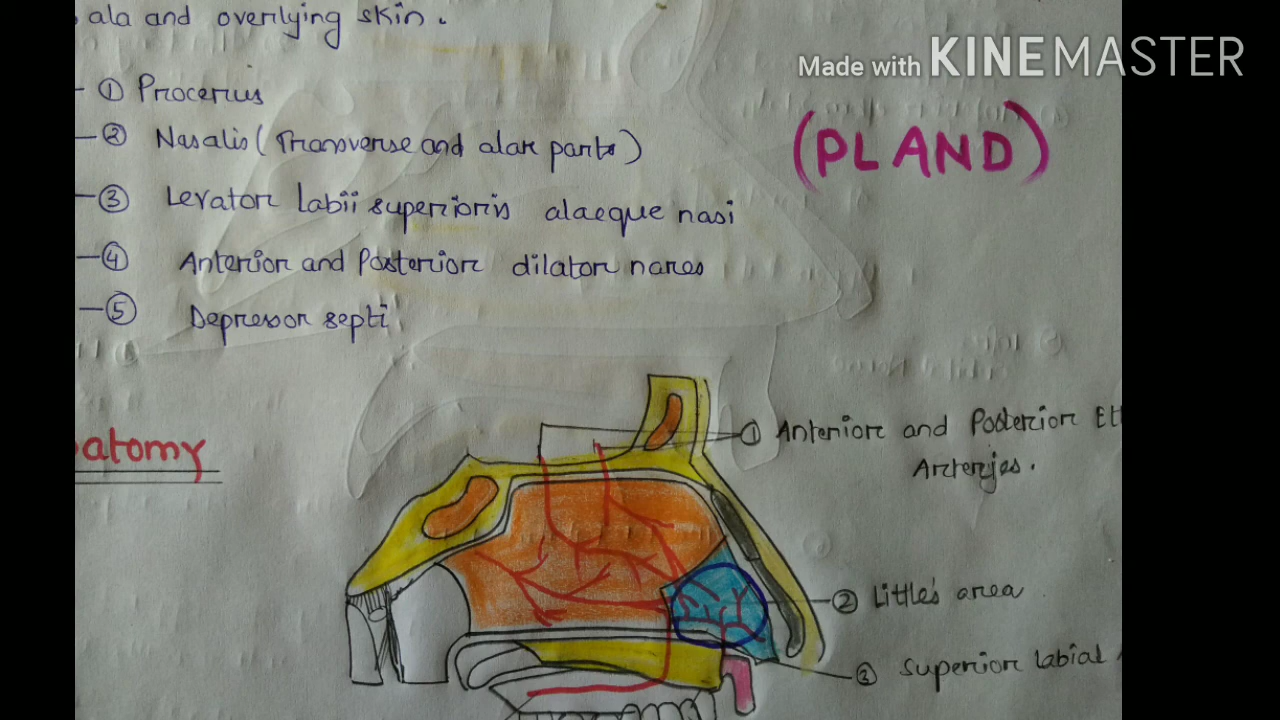 ala and overlying skin.
Made with KINEMASTER
① Procerius
(PLAND)
② Nasalis (Transverse and alar parts)
③ Levator labii superioris alaeque nasi
④ Anterior and Posterior dilator nares
⑤ Depressor septi
atomy
① Anterior and Posterior Et
Arteries.
② Little's area
③ Superior labial